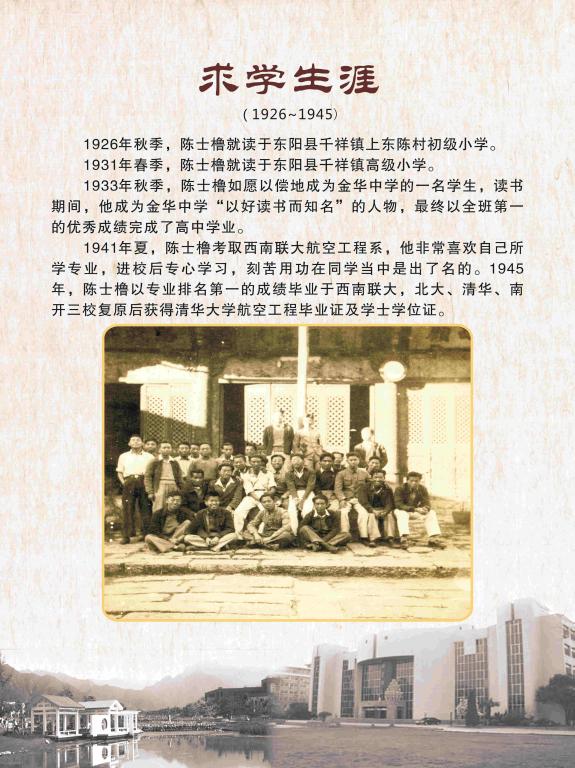 求学生涯
(1926~1945)
1926年秋季，陈士橹就读于东阳县千祥镇上东陈村初级小学。
1931年春季，陈士橹就读于东阳县千祥镇高级小学。
1933年秋季，陈士橹如愿以偿地成为金华中学的一名学生，读书
期间，他成为金华中学“以好读书而知名”的人物，最终以全班第一
的优秀成绩完成了高中学业。
1941年夏，陈士橹考取西南联大航空工程系，他非常喜欢自己所
学专业，进校后专心学习，刻苦用功在同学当中是出了名的。1945
年，陈士橹以专业排名第一的成绩毕业于西南联大，北大、清华、南
开三校复原后获得清华大学航空工程毕业证及学士学位证。